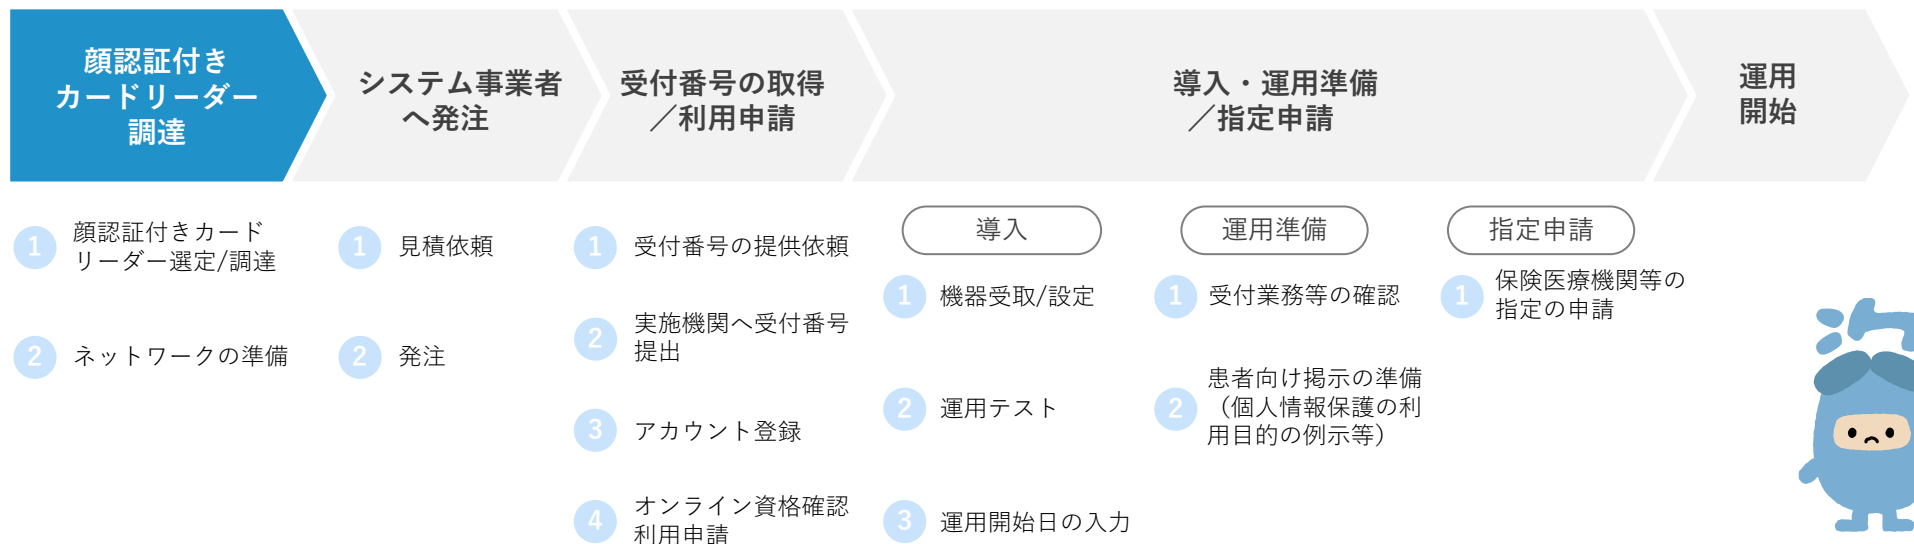 顔認証付き
カードリーダー
調達
システム事業者
へ発注
受付番号の取得
／利用申請
導入・運用準備
／指定申請
運用
開始
1 顔認証付きカード
リーダー選定/調達
2 ネットワークの準備
1 見積依頼
2 発注
1 受付番号の提供依頼
2 実施機関へ受付番号
提出
3 アカウント登録
4 オンライン資格確認
利用申請
導入
1 機器受取/設定
2 運用テスト
3 運用開始日の入力
運用準備
1 受付業務等の確認
2 患者向け掲示の準備
（個人情報保護の利
用目的の例示等）
指定申請
1 保険医療機関等の
指定の申請